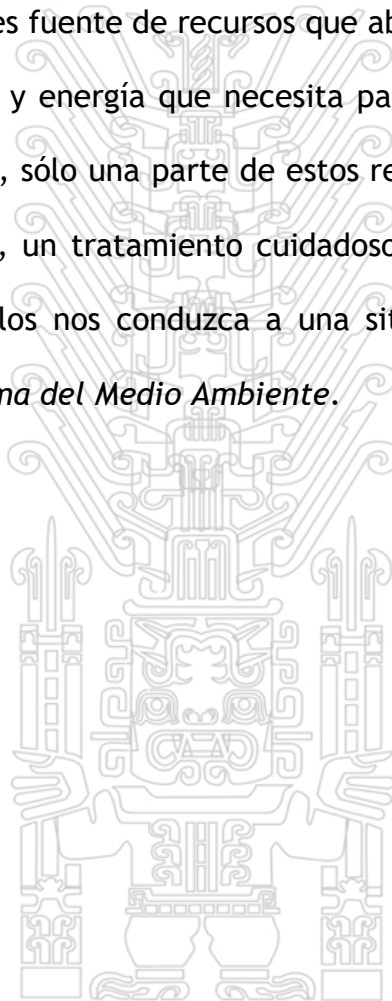 es fuente de recursos que ab
y energía que necesita pa
, sólo una parte de estos re
, un tratamiento cuidadoso
los nos conduzca a una sit
ma del Medio Ambiente.